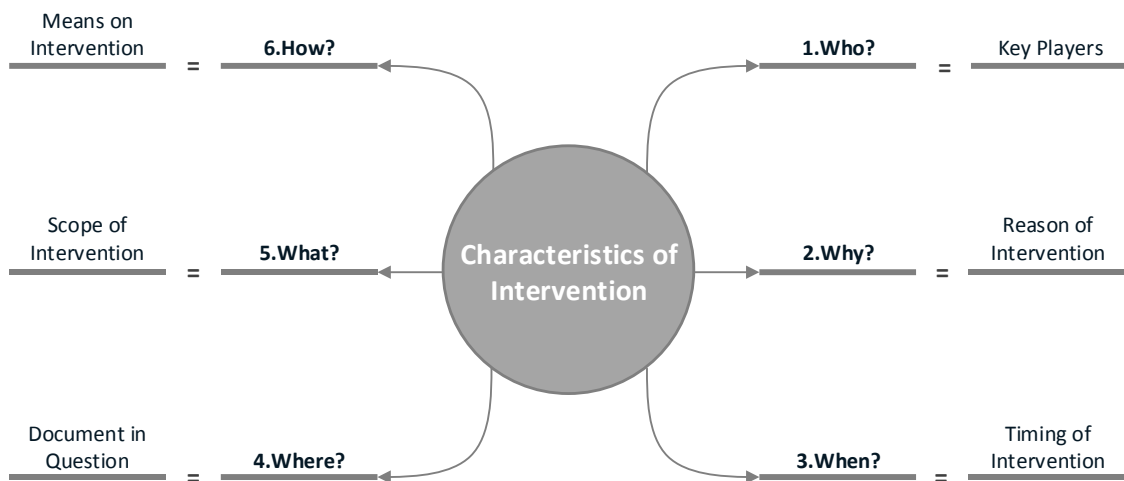 Means on
Intervention
=
6.How?
1.Who?
=
Key Players
Scope of
Intervention
=
5.What?
Characteristics of
Intervention
2.Why?
=
Reason of
Intervention
Document in
Question
=
4.Where?
3.When?
=
Timing of
Intervention